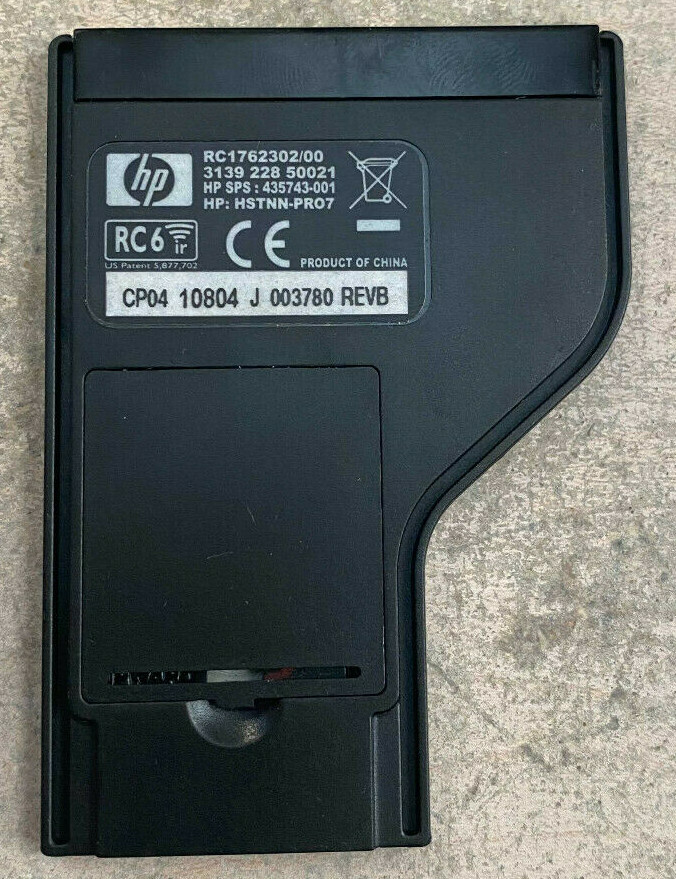 hp
RC1762302/00
3139 228 50021
HP SPS : 435743-001
HP: HSTNN-PRO7
RC6 ir
US Patent 5,877,702
CE
PRODUCT OF CHINA
CP04 10804 J 003780 REVB